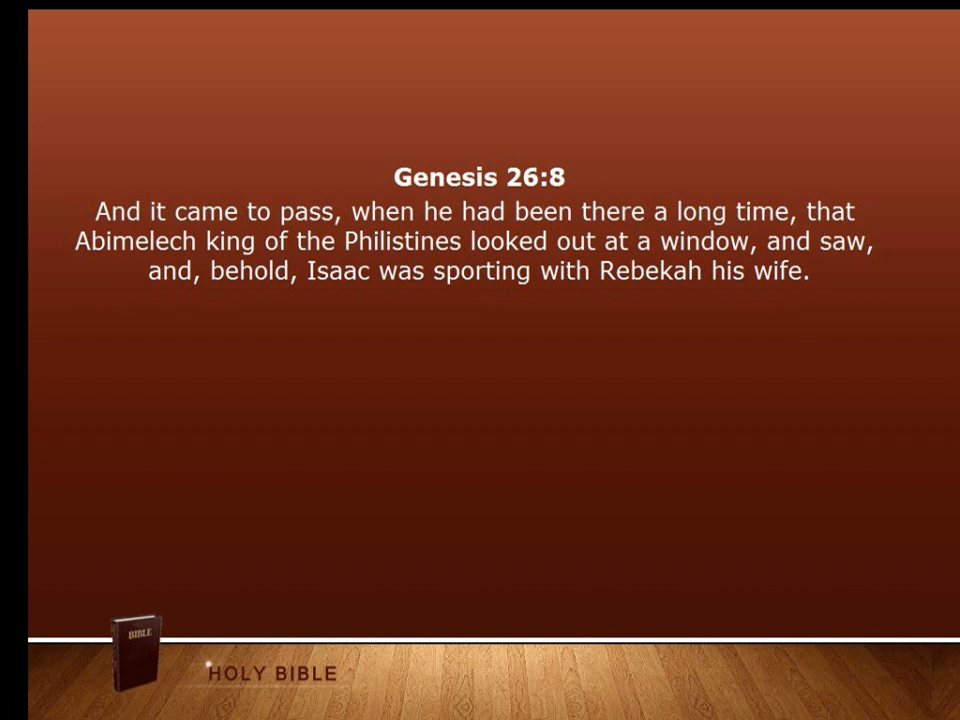 Genesis 26:8
And it came to pass, when he had been there a long time, that
Abimelech king of the Philistines looked out at a window, and saw,
and, behold, Isaac was sporting with Rebekah his wife.
BIBLE
HOLY BIBLE